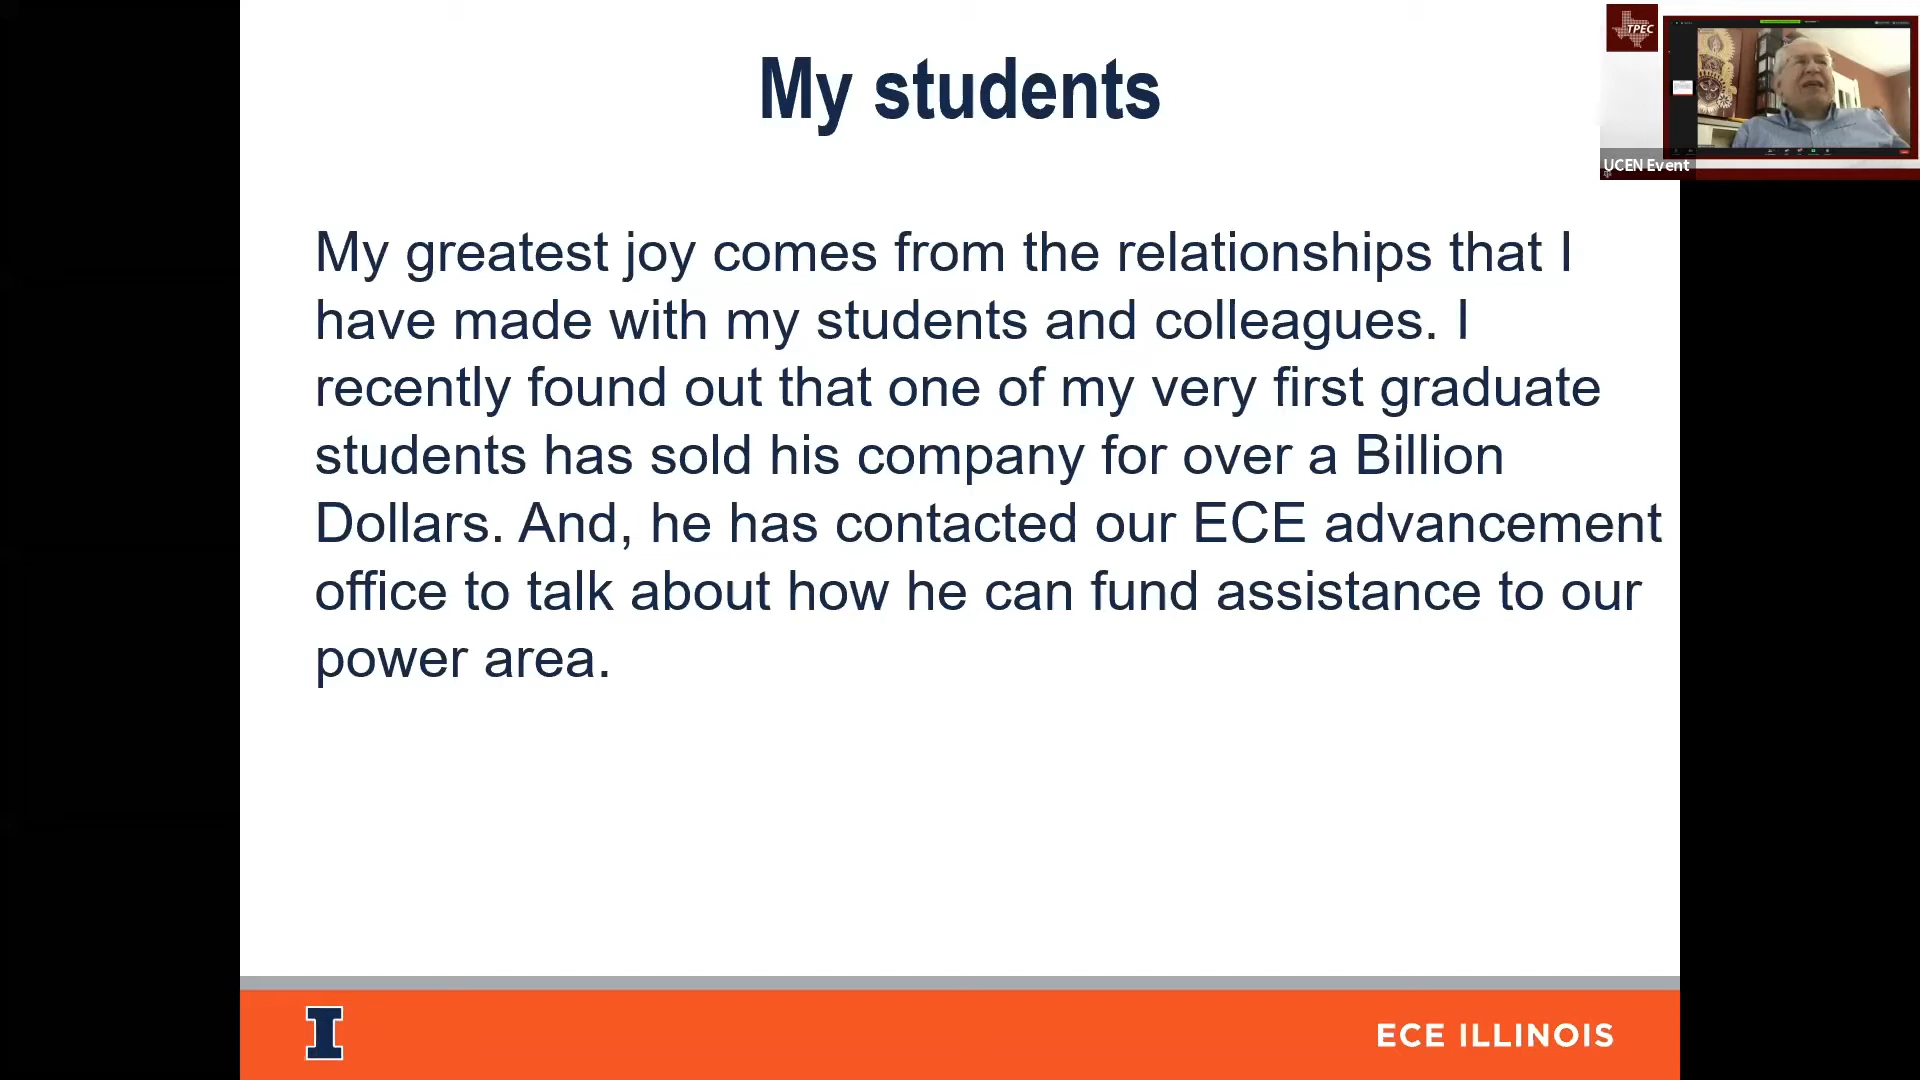 My students
TPEC
UCEN Event
My greatest joy comes from the relationships that I
have made with my students and colleagues. I
recently found out that one of my very first graduate
students has sold his company for over a Billion
Dollars. And, he has contacted our ECE advancement
office to talk about how he can fund assistance to our
power area.
I
ECE ILLINOIS